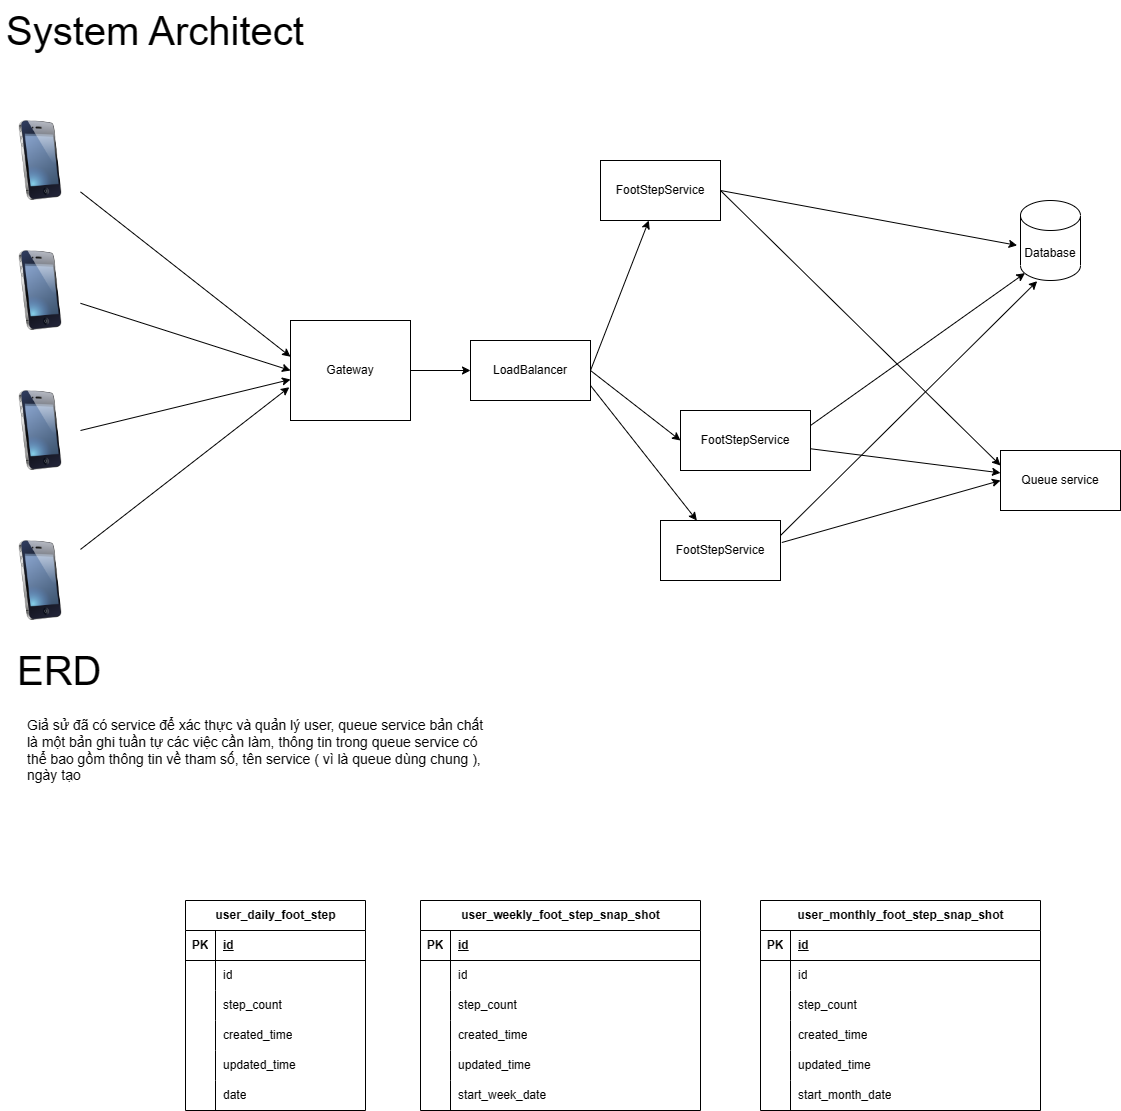 System Architect
FootStepService
Database
Gateway
LoadBalancer
FootStepService
Queue service
FootStepService
ERD
Giả sử đã có service để xác thực và quản lý user, queue service bản chất
là một bản ghi tuần tự các việc cần làm, thông tin trong queue service có
thể bao gồm thông tin về tham số, tên service ( vì là queue dùng chung ),
ngày tạo
user_daily_foot_step
PK id
id
step_count
created_time
updated_time
date
user_weekly_foot_step_snap_shot
PK id
id
step_count
created_time
updated_time
start_week_date
user_monthly_foot_step_snap_shot
PK id
id
step_count
created_time
updated_time
start_month_date